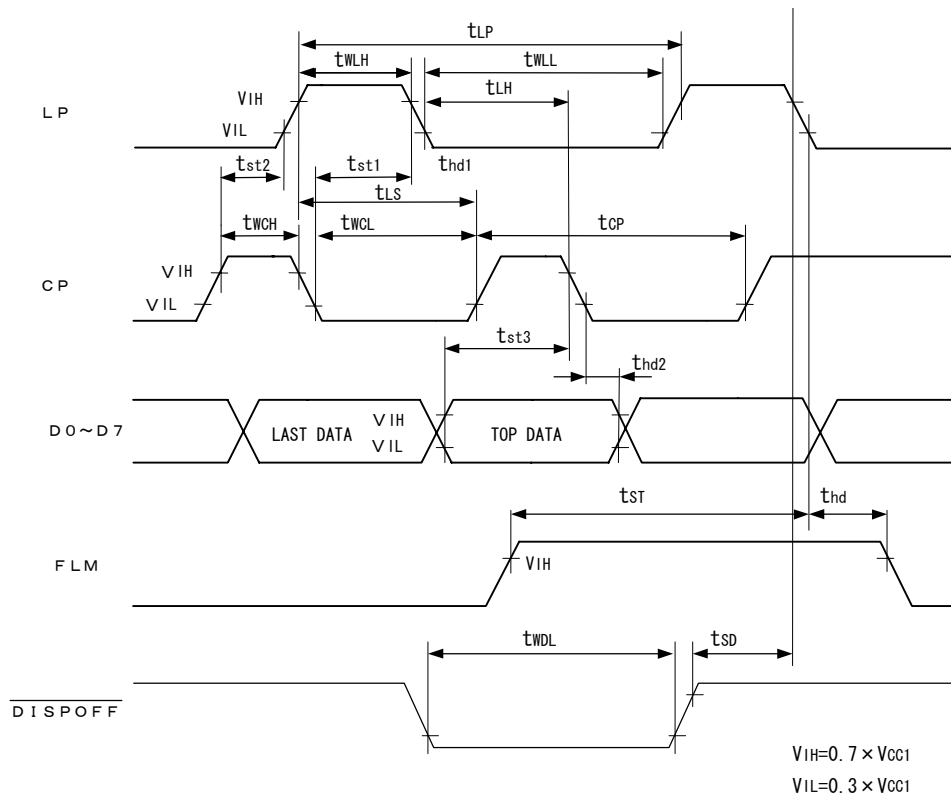 tLP
tWLH
tWLL
tLH
VIH
LP
VIL
tst2
tst1
thd1
tLS
tWCH
tWCL
tCP
VIH
CP
VIL
tst3
thd2
D0~D7
LAST DATA
VIH
VIL
TOP DATA
tST
thd
FLM
VIH
tWDL
tSD
DISPOFF
VIH=0.7×VCC1
VIL=0.3×VCC1